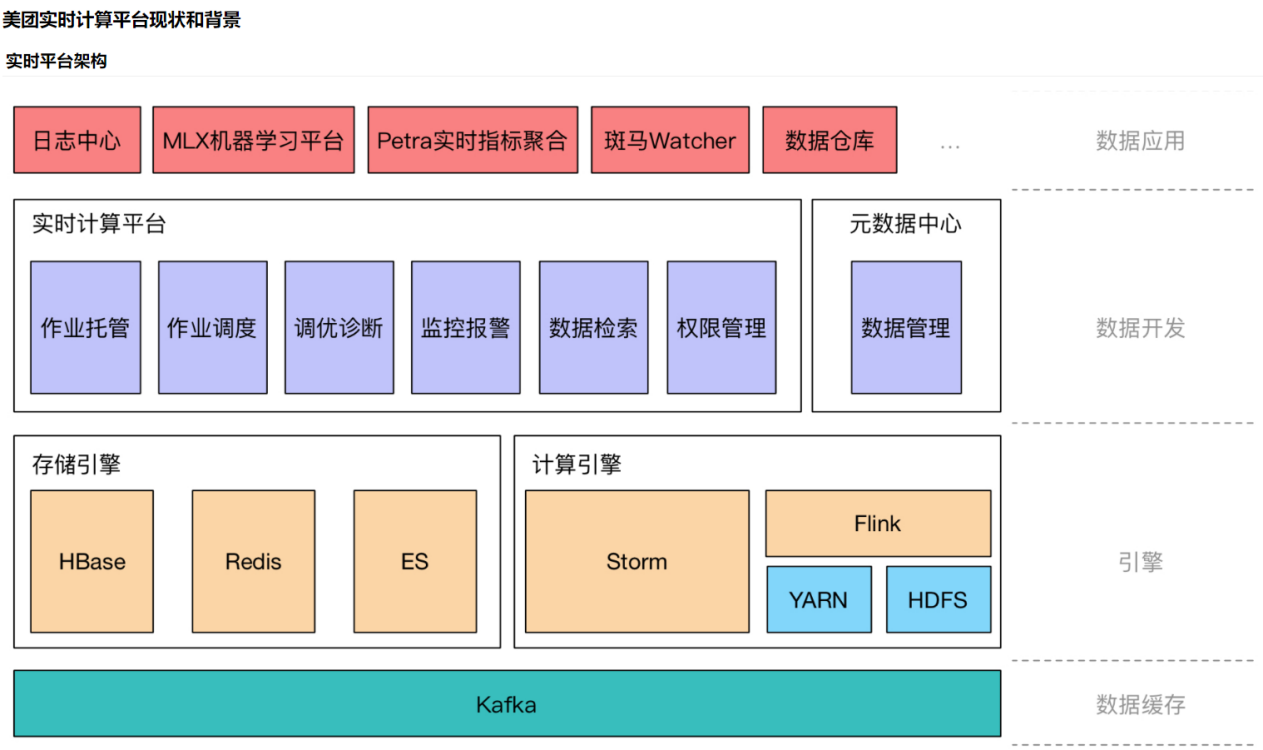 美团实时计算平台现状和背景
实时平台架构
日志中心
MLX机器学习平台
Petra实时指标聚合
斑马Watcher
数据仓库
...
数据应用
实时计算平台
元数据中心
作业托管
作业调度
调优诊断
监控报警
数据检索
权限管理
数据管理
数据开发
存储引擎
计算引擎
HBase
Redis
ES
Storm
Flink
YARN
HDFS
引擎
Kafka
数据缓存